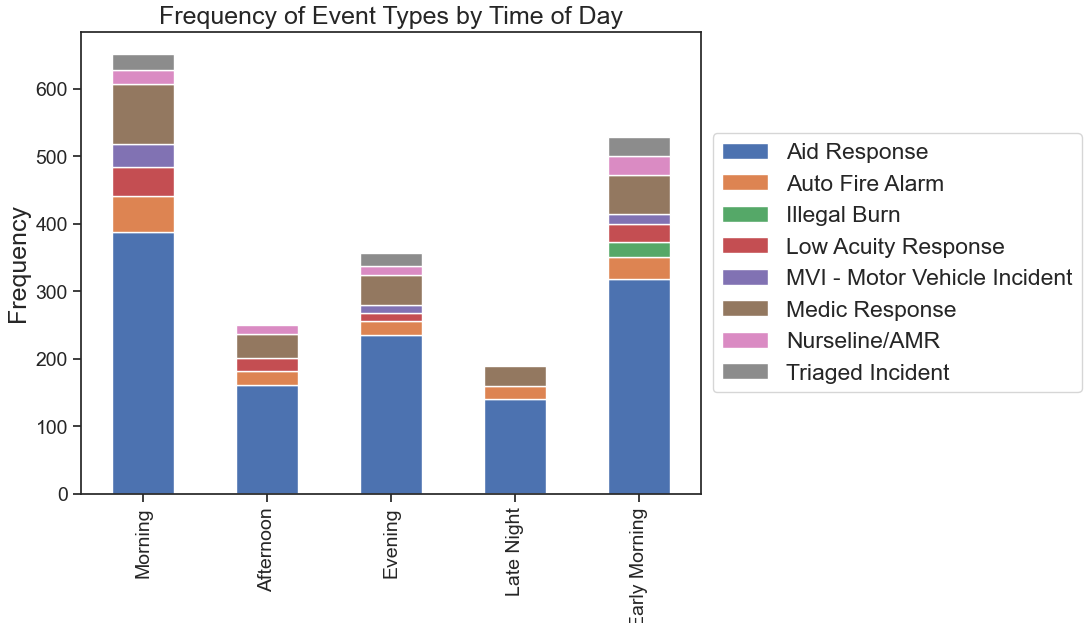 Frequency of Event Types by Time of Day
Frequency
600
500
400
300
200
100
0
Morning
Afternoon
Evening
Late Night
Early Morning
Aid Response
Auto Fire Alarm
Illegal Burn
Low Acuity Response
MVI - Motor Vehicle Incident
Medic Response
Nurseline/AMR
Triaged Incident